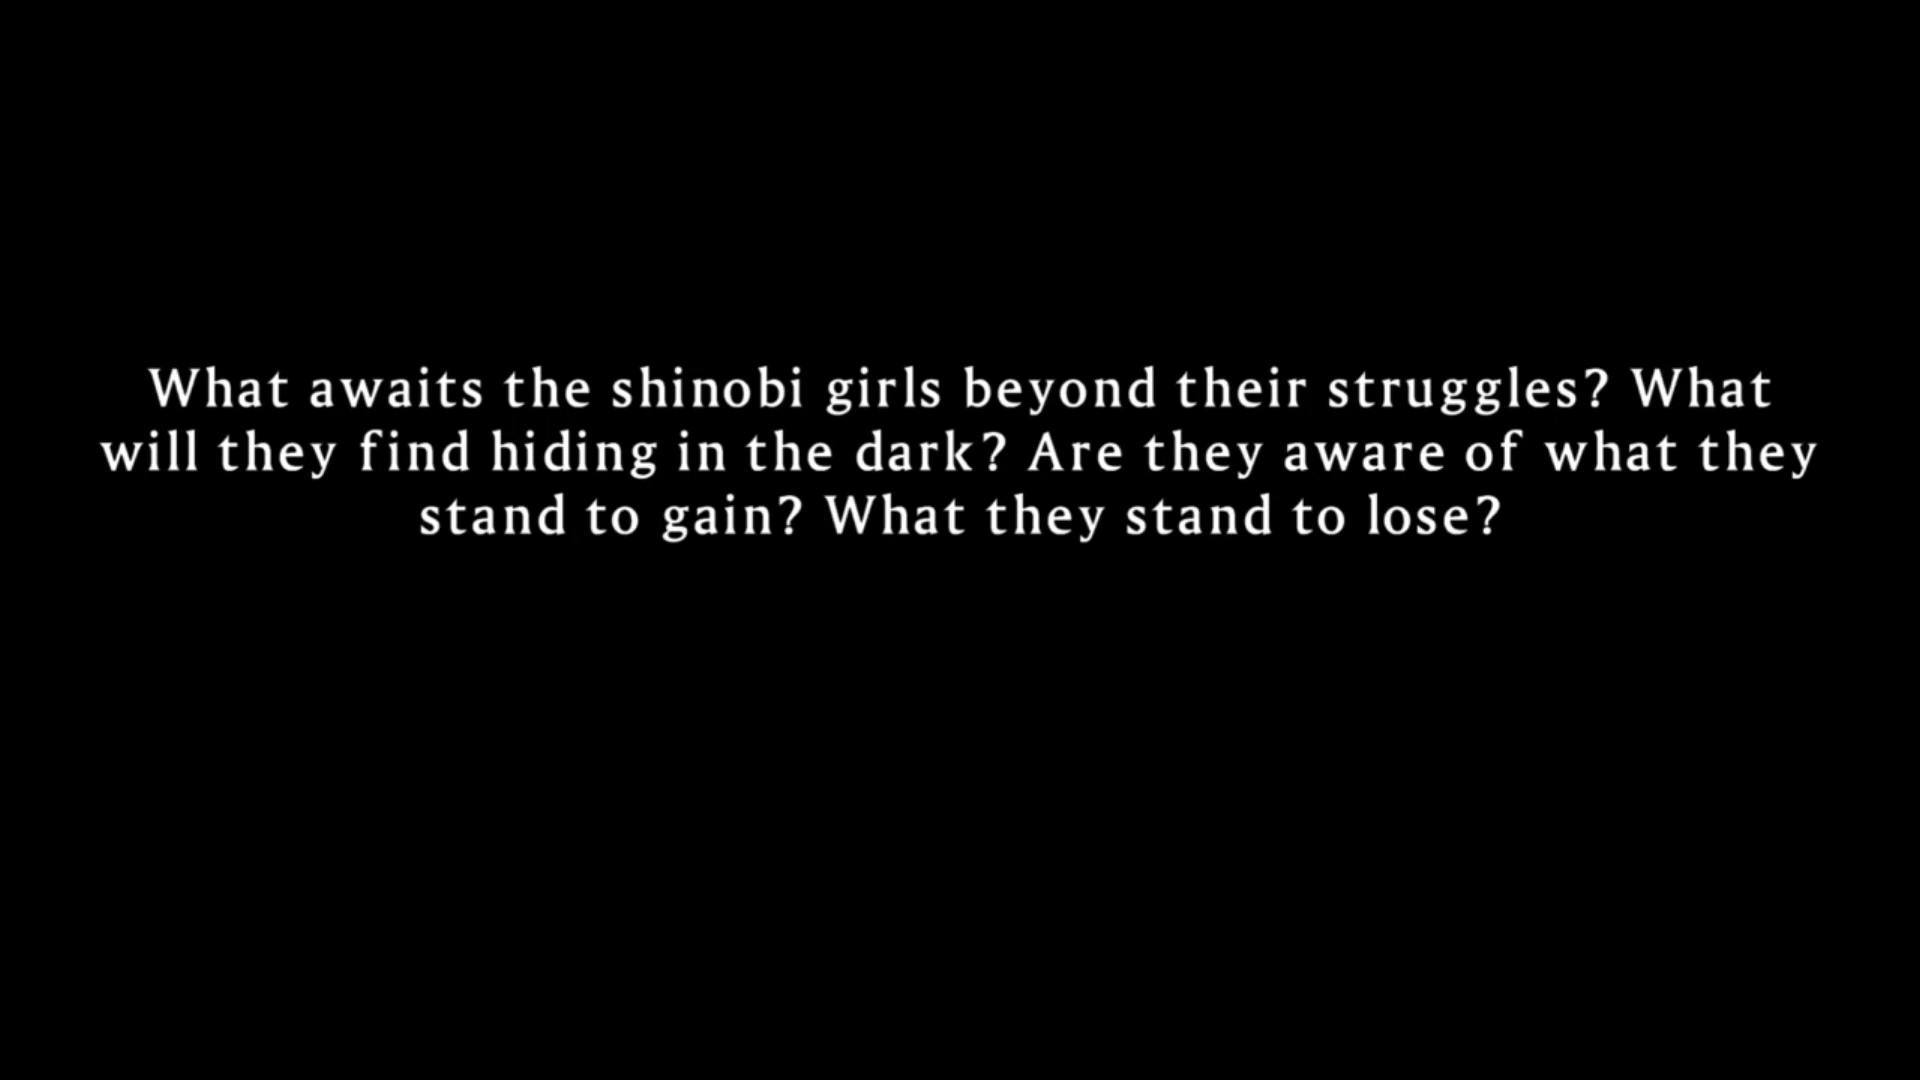 What awaits the shinobi girls beyond their struggles? What
will they find hiding in the dark? Are they aware of what they
stand to gain? What they stand to lose?